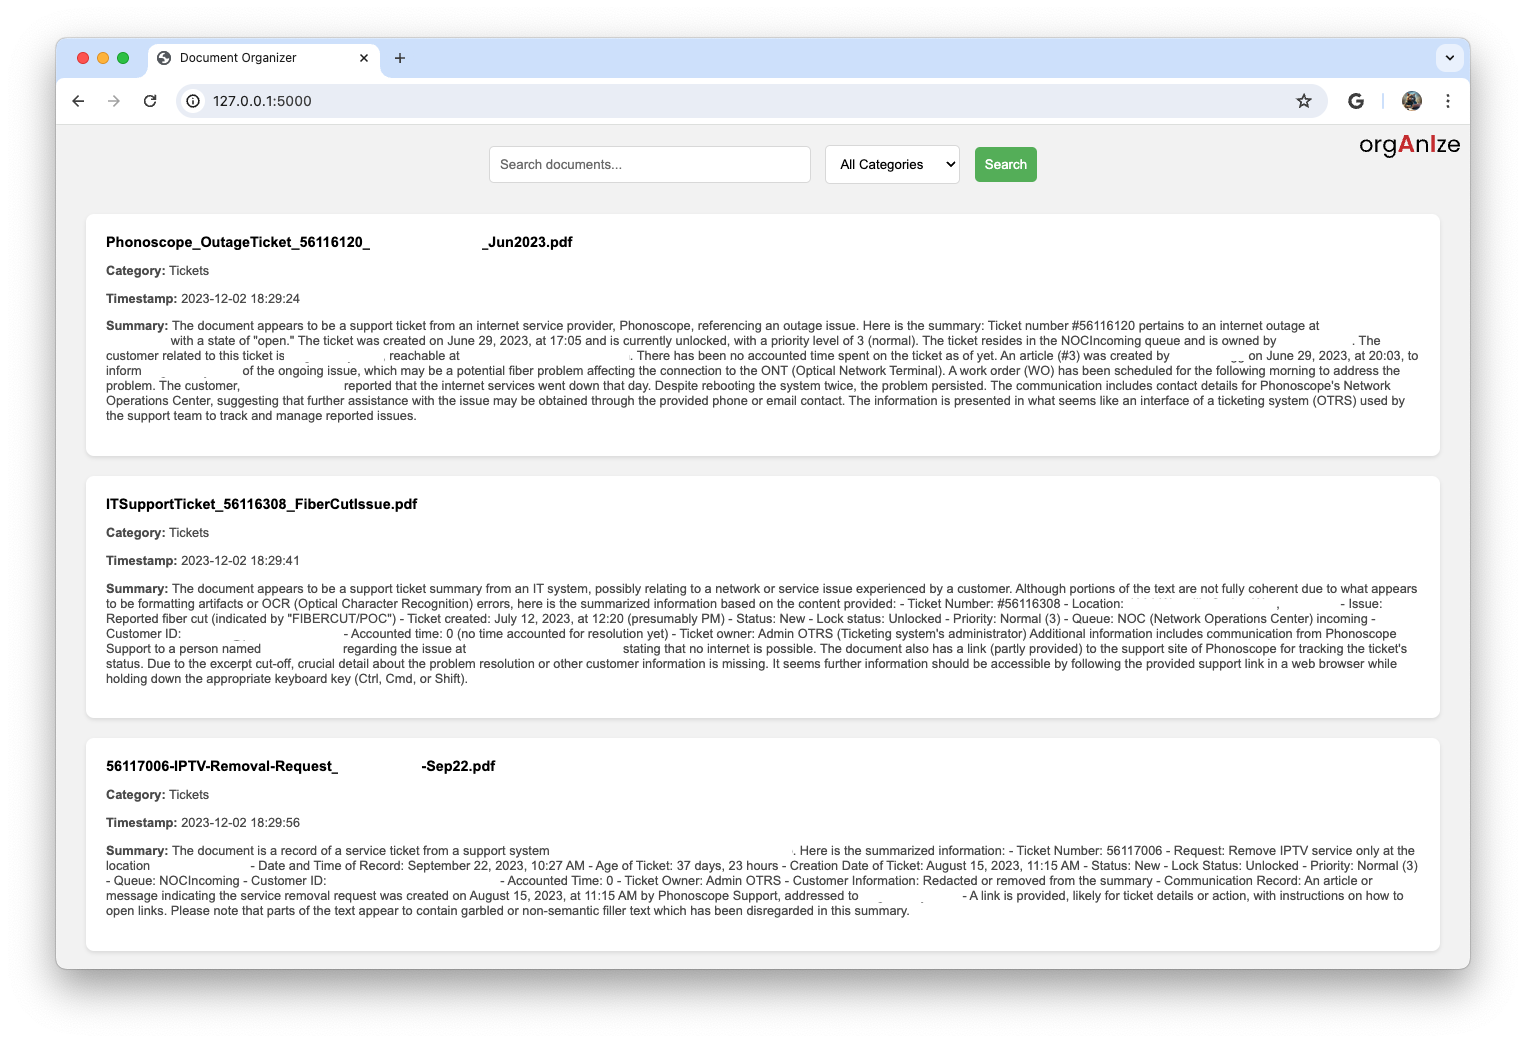 Document Organizer
127.0.0.1:5000
orgAnIze
Search documents...
All Categories
Search
Phonoscope_OutageTicket_56116120_ _Jun2023.pdf
Category: Tickets
Timestamp: 2023-12-02 18:29:24
Summary: The document appears to be a support ticket from an internet service provider, Phonoscope, referencing an outage issue. Here is the summary: Ticket number #56116120 pertains to an internet outage at
with a state of "open." The ticket was created on June 29, 2023, at 17:05 and is currently unlocked, with a priority level of 3 (normal). The ticket resides in the NOCIncoming queue and is owned by . The
customer related to this ticket is , reachable at . There has been no accounted time spent on the ticket as of yet. An article (#3) was created by on June 29, 2023, at 20:03, to
inform of the ongoing issue, which may be a potential fiber problem affecting the connection to the ONT (Optical Network Terminal). A work order (WO) has been scheduled for the following morning to address the
problem. The customer, reported that the internet services went down that day. Despite rebooting the system twice, the problem persisted. The communication includes contact details for Phonoscope's Network
Operations Center, suggesting that further assistance with the issue may be obtained through the provided phone or email contact. The information is presented in what seems like an interface of a ticketing system (OTRS) used by
the support team to track and manage reported issues.
ITSupportTicket_56116308_FiberCutIssue.pdf
Category: Tickets
Timestamp: 2023-12-02 18:29:41
Summary: The document appears to be a support ticket summary from an IT system, possibly relating to a network or service issue experienced by a customer. Although portions of the text are not fully coherent due to what appears
to be formatting artifacts or OCR (Optical Character Recognition) errors, here is the summarized information based on the content provided: - Ticket Number: #56116308 - Location: , - Issue:
Reported fiber cut (indicated by "FIBERCUT/POC") - Ticket created: July 12, 2023, at 12:20 (presumably PM) - Status: New - Lock status: Unlocked - Priority: Normal (3) - Queue: NOC (Network Operations Center) incoming -
Customer ID: - Accounted time: 0 (no time accounted for resolution yet) - Ticket owner: Admin OTRS (Ticketing system's administrator) Additional information includes communication from Phonoscope
Support to a person named regarding the issue at stating that no internet is possible. The document also has a link (partly provided) to the support site of Phonoscope for tracking the ticket's
status. Due to the excerpt cut-off, crucial detail about the problem resolution or other customer information is missing. It seems further information should be accessible by following the provided support link in a web browser while
holding down the appropriate keyboard key (Ctrl, Cmd, or Shift).
56117006-IPTV-Removal-Request_ -Sep22.pdf
Category: Tickets
Timestamp: 2023-12-02 18:29:56
Summary: The document is a record of a service ticket from a support system . Here is the summarized information: - Ticket Number: 56117006 - Request: Remove IPTV service only at the
location - Date and Time of Record: September 22, 2023, 10:27 AM - Age of Ticket: 37 days, 23 hours - Creation Date of Ticket: August 15, 2023, 11:15 AM - Status: New - Lock Status: Unlocked - Priority: Normal (3)
- Queue: NOCIncoming - Customer ID: - Accounted Time: 0 - Ticket Owner: Admin OTRS - Customer Information: Redacted or removed from the summary - Communication Record: An article or
message indicating the service removal request was created on August 15, 2023, at 11:15 AM by Phonoscope Support, addressed to - A link is provided, likely for ticket details or action, with instructions on how to
open links. Please note that parts of the text appear to contain garbled or non-semantic filler text which has been disregarded in this summary.